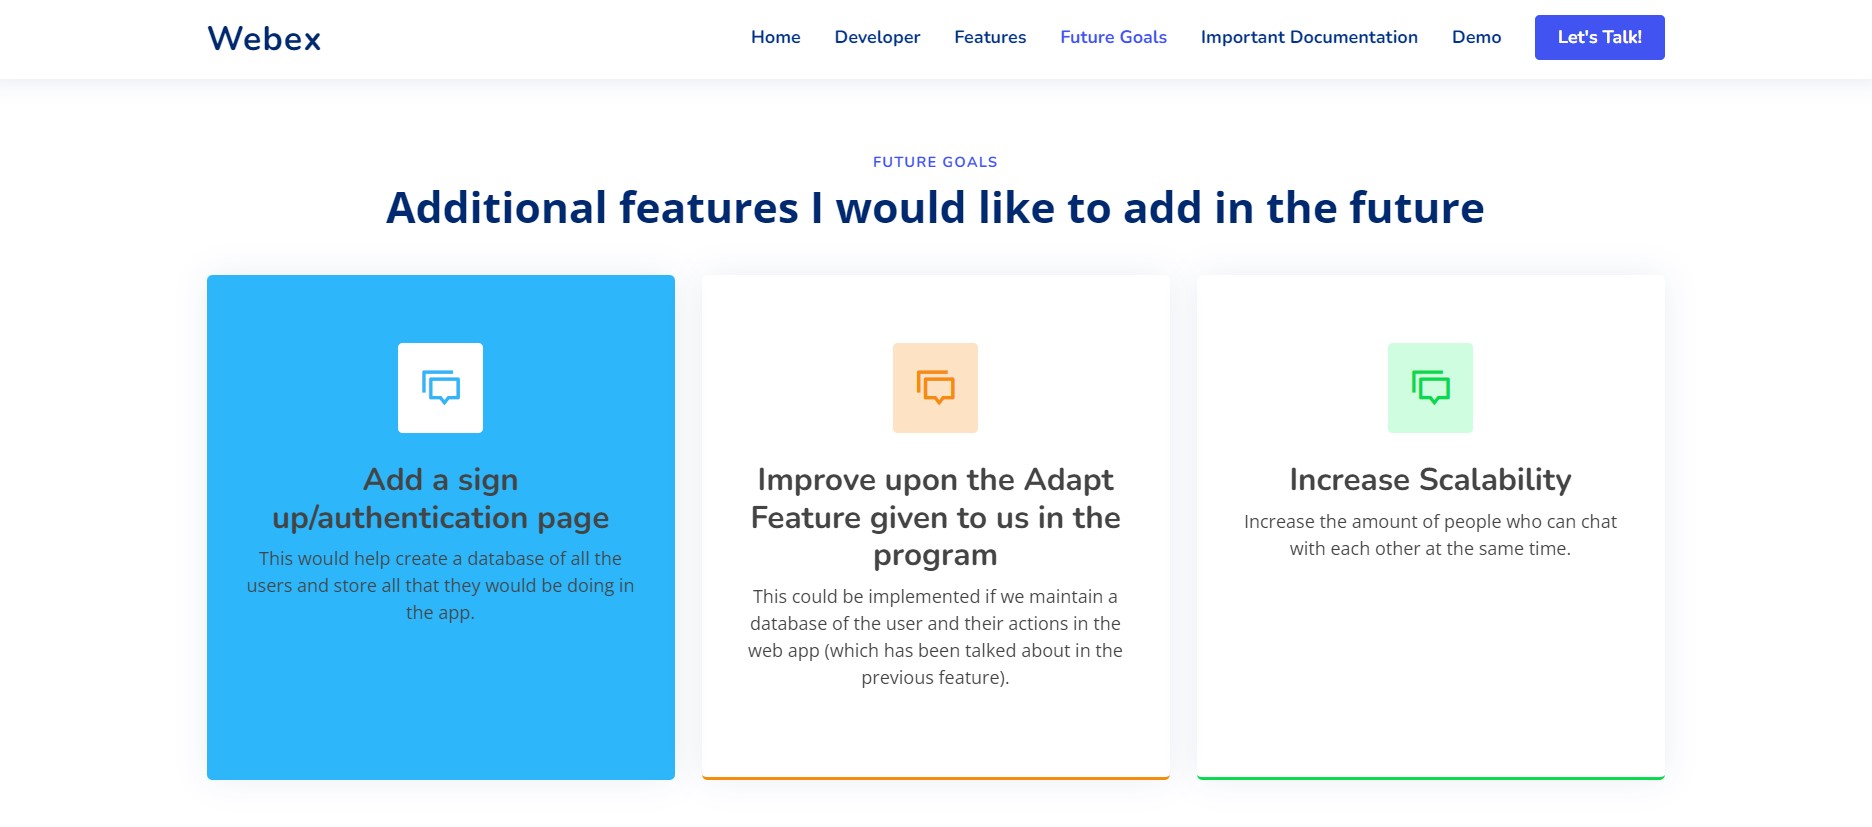 Webex
Home Developer Features Future Goals Important Documentation Demo Let's Talk!
FUTURE GOALS
Additional features I would like to add in the future
Add a sign
up/authentication page
This would help create a database of all the
users and store all that they would be doing in
the app.
Improve upon the Adapt
Feature given to us in the
program
This could be implemented if we maintain a
database of the user and their actions in the
web app (which has been talked about in the
previous feature).
Increase Scalability
Increase the amount of people who can chat
with each other at the same time.